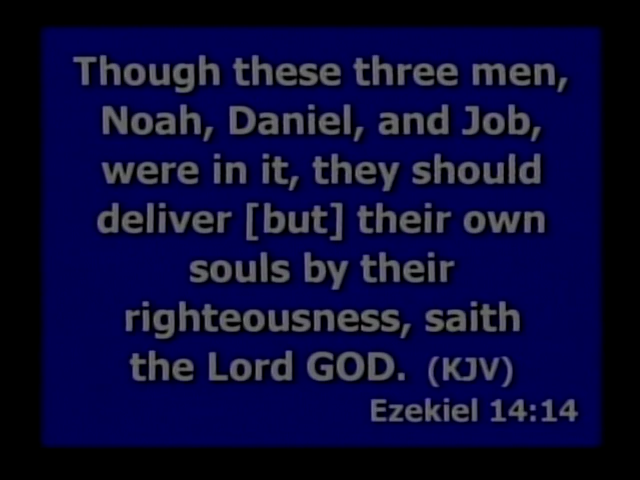 Though these three men,
Noah, Daniel, and Job,
were in it, they should
deliver [but] their own
souls by their
righteousness, saith
the Lord GOD. (KJV)
Ezekiel 14:14